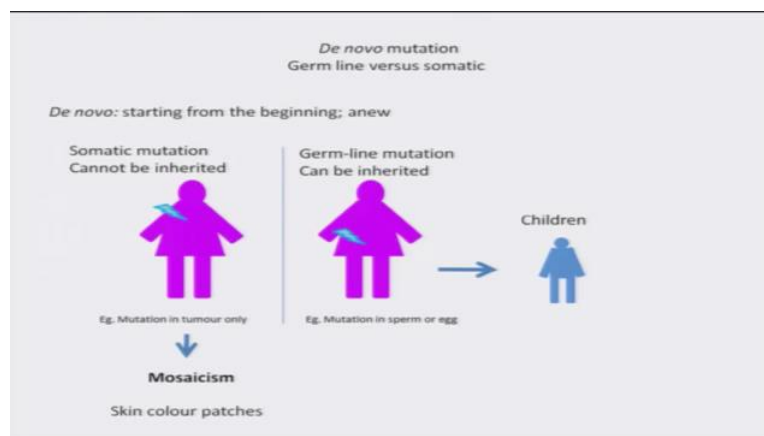 De novo mutation
Germ line versus somatic
De novo: starting from the beginning; anew
Somatic mutation
Cannot be inherited
Germ-line mutation
Can be inherited
Children
Eg. Mutation in tumour only
Eg. Mutation in sperm or egg
Mosaicism
Skin colour patches